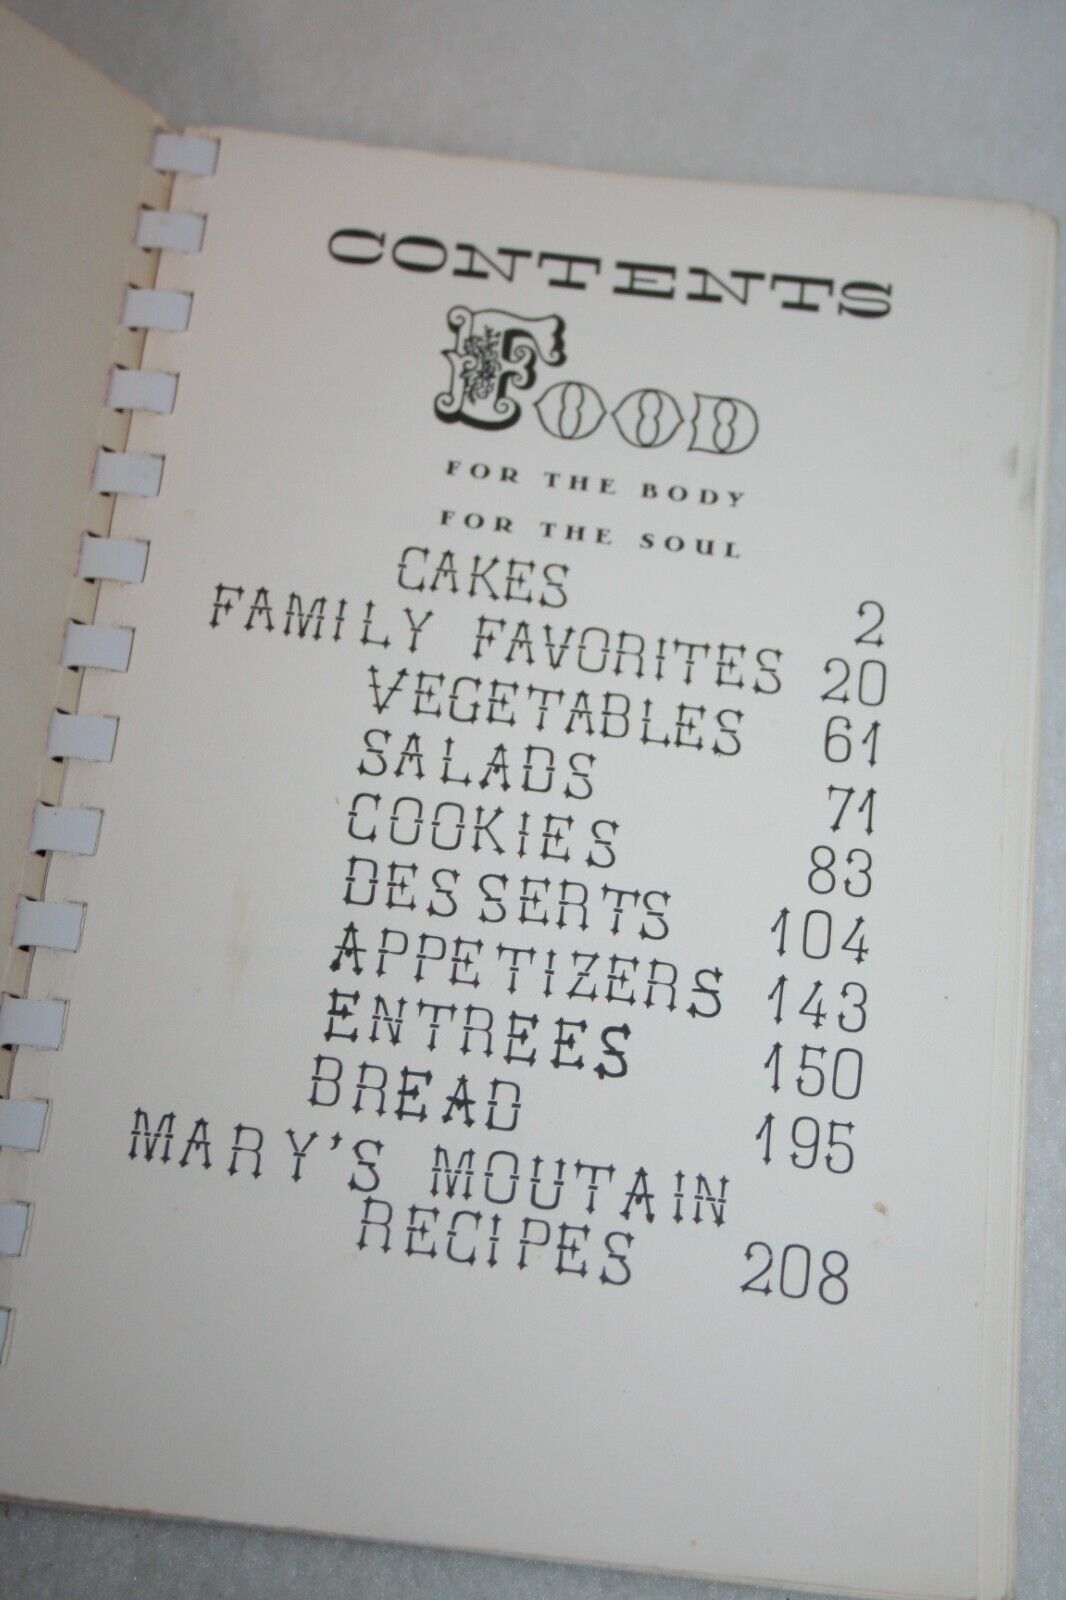 CONTENTS
FOOD
FOR THE BODY
FOR THE SOUL
CAKES 2
FAMILY FAVORITES 20
VEGETABLES 61
SALADS 71
COOKIES 83
DESSERTS 104
APPETIZERS 143
ENTREES 150
BREAD 195
MARY'S MOUTAIN
RECIPES 208